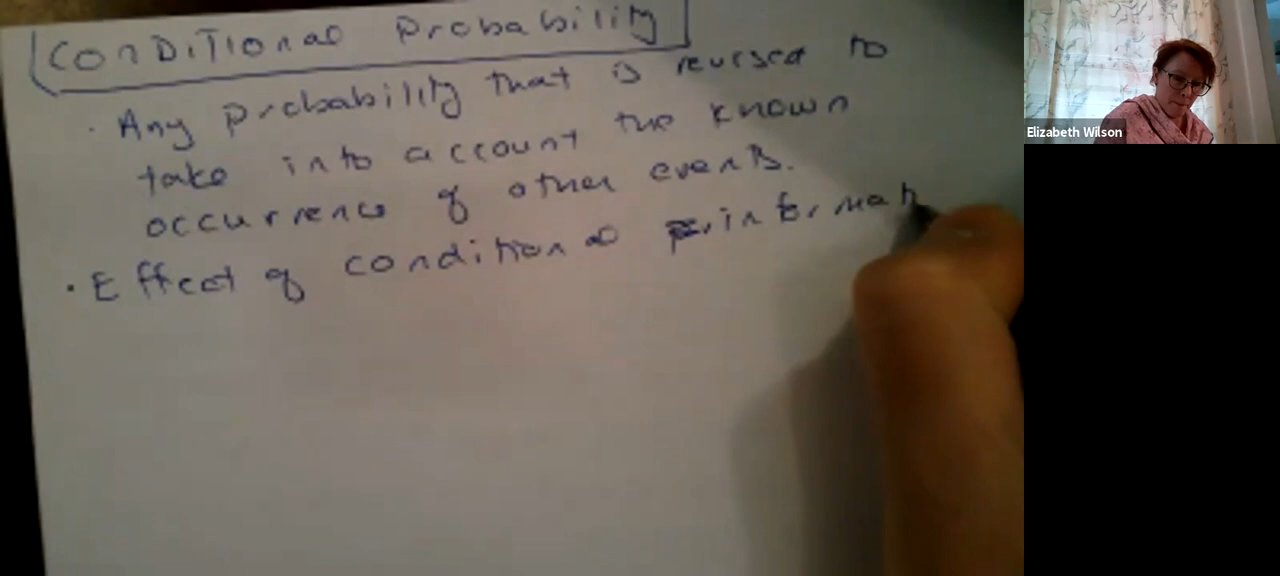 Conditional Probability
· Any probability that is revised to
take into account the known
occurrence of other events.
· Effect of conditional informat
Elizabeth Wilson